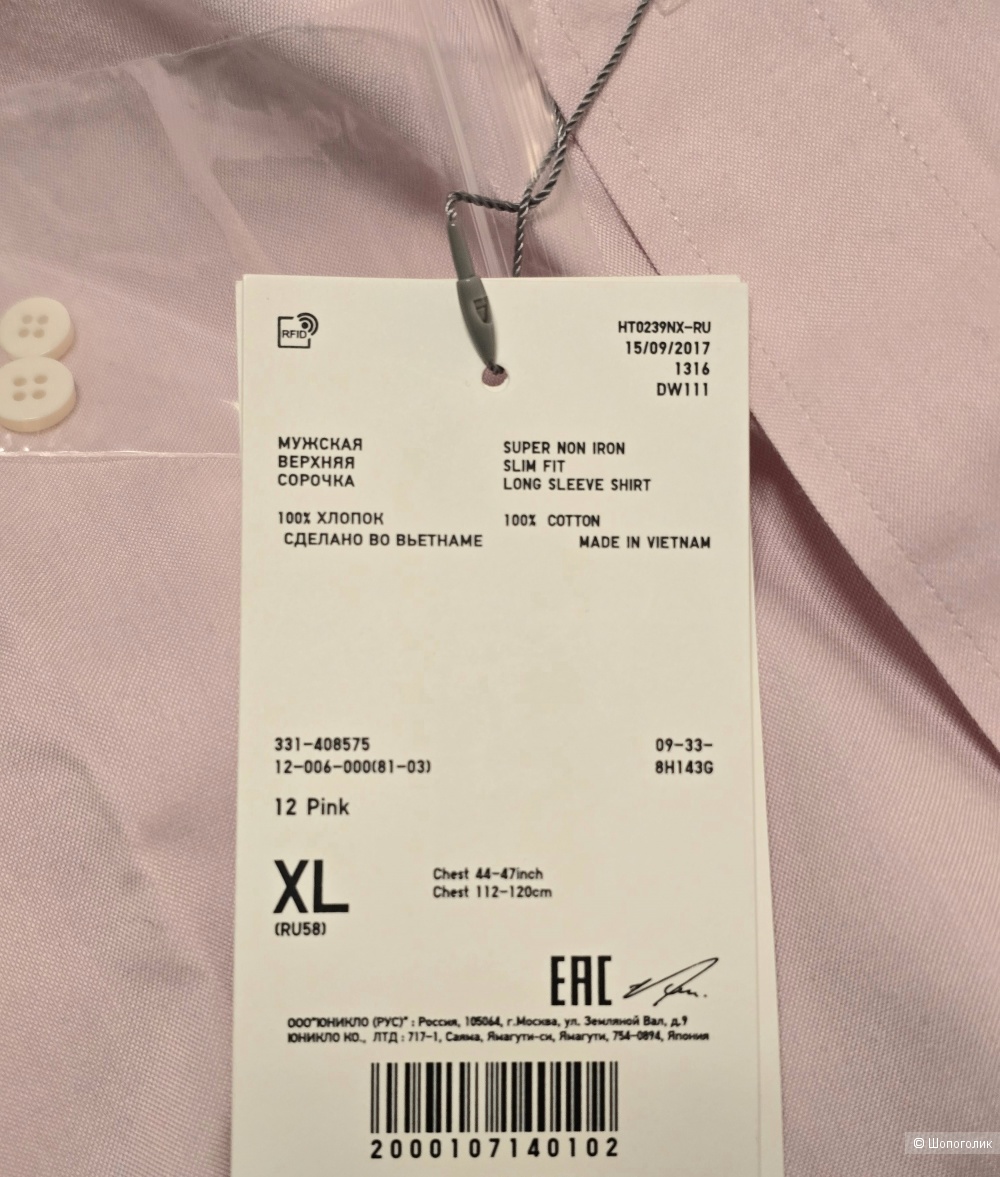 RFID
HT0239NX-RU
15/09/2017
1316
DW111
МУЖСКАЯ
ВЕРХНЯЯ
СОРОЧКА
SUPER NON IRON
SLIM FIT
LONG SLEEVE SHIRT
100% ХЛОПОК
СДЕЛАНО ВО ВЬЕТНАМЕ
100% COTTON
MADE IN VIETNAM
331-408575
12-006-000(81-03)
09-33-
8H143G
12 Pink
XL
(RU58)
Chest 44-47inch
Chest 112-120cm
EAC
ООО"ЮНИКЛО (РУС)" : Россия, 105064, г.Москва, ул. Земляной Вал, д.9
ЮНИКЛО КО., ЛТД : 717-1, Саяма, Ямагути-си, Ямагути, 754-0894, Япония
2000107140102
© Шопоголик